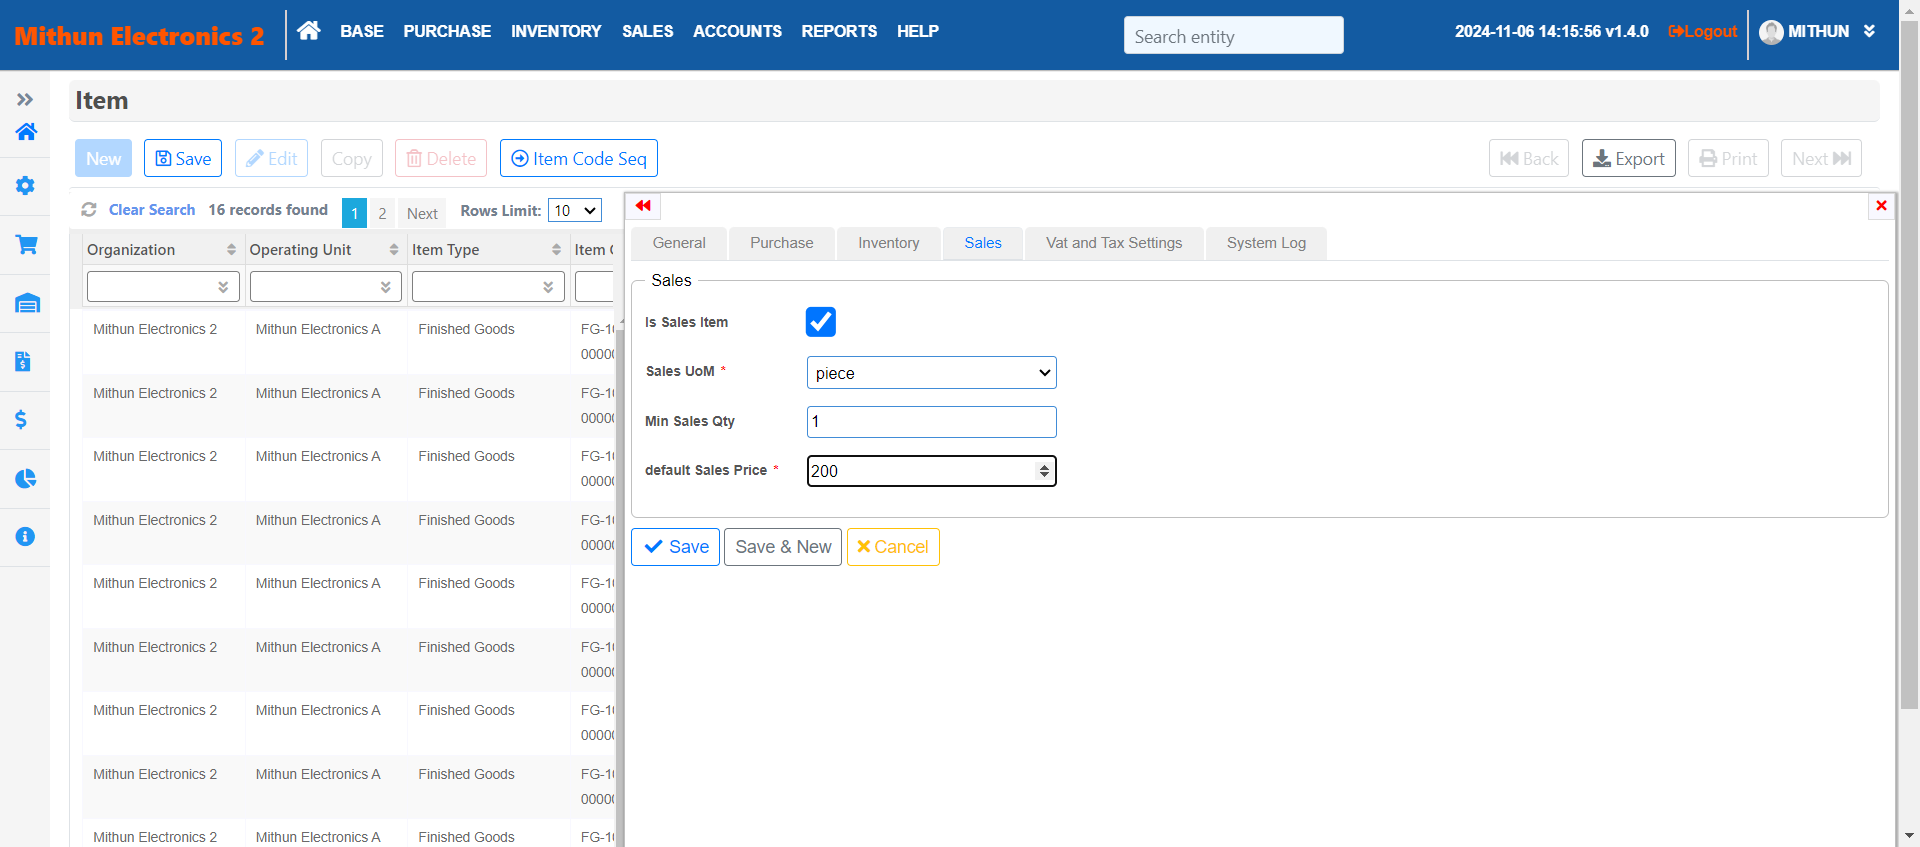 Mithun Electronics 2
BASE PURCHASE INVENTORY SALES ACCOUNTS REPORTS HELP
Search entity
2024-11-06 14:15:56 v1.4.0 Logout MITHUN
Item
New Save Edit Copy Delete Item Code Seq
Back Export Print Next
Clear Search 16 records found 1 2 Next Rows Limit: 10
Organization Operating Unit Item Type Item
Mithun Electronics 2 Mithun Electronics A Finished Goods FG-1
0000
Mithun Electronics 2 Mithun Electronics A Finished Goods FG-1
0000
Mithun Electronics 2 Mithun Electronics A Finished Goods FG-1
0000
Mithun Electronics 2 Mithun Electronics A Finished Goods FG-1
0000
Mithun Electronics 2 Mithun Electronics A Finished Goods FG-1
0000
Mithun Electronics 2 Mithun Electronics A Finished Goods FG-1
0000
Mithun Electronics 2 Mithun Electronics A Finished Goods FG-1
0000
Mithun Electronics 2 Mithun Electronics A Finished Goods FG-1
0000
Mithun Electronics 2 Mithun Electronics A Finished Goods FG-1
General Purchase Inventory Sales Vat and Tax Settings System Log
Sales
Is Sales Item
Sales UoM * piece
Min Sales Qty 1
default Sales Price * 200
Save Save & New Cancel